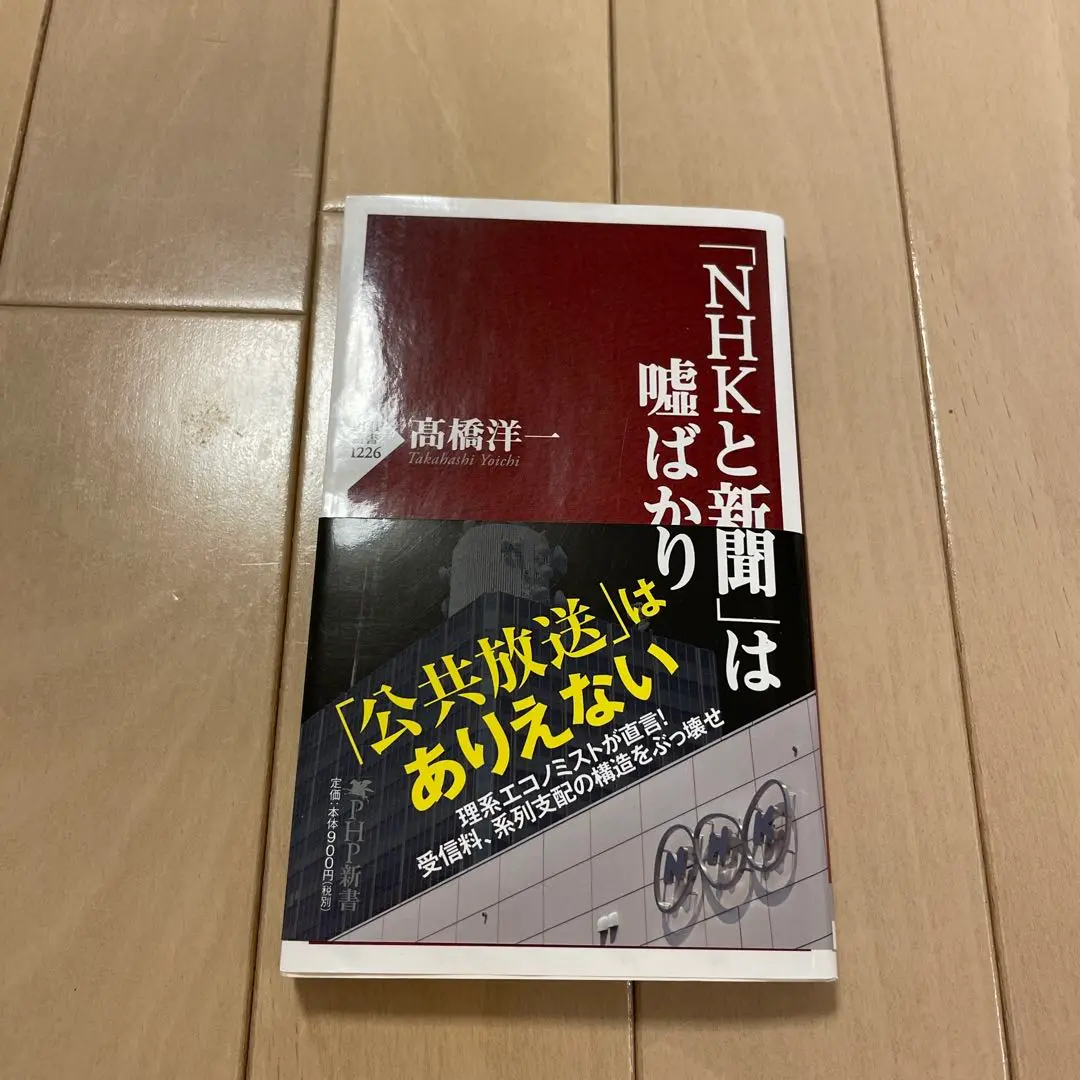 「NHKと新聞」は
嘘ばかり
髙橋洋一
Takahashi Yoichi
PHP
新書
1226
「公共放送」は
ありえない
理系エコノミストが直言!
受信料、系列支配の構造をぶっ壊せ
PHP新書
定価:本体900円(税別)
NHK